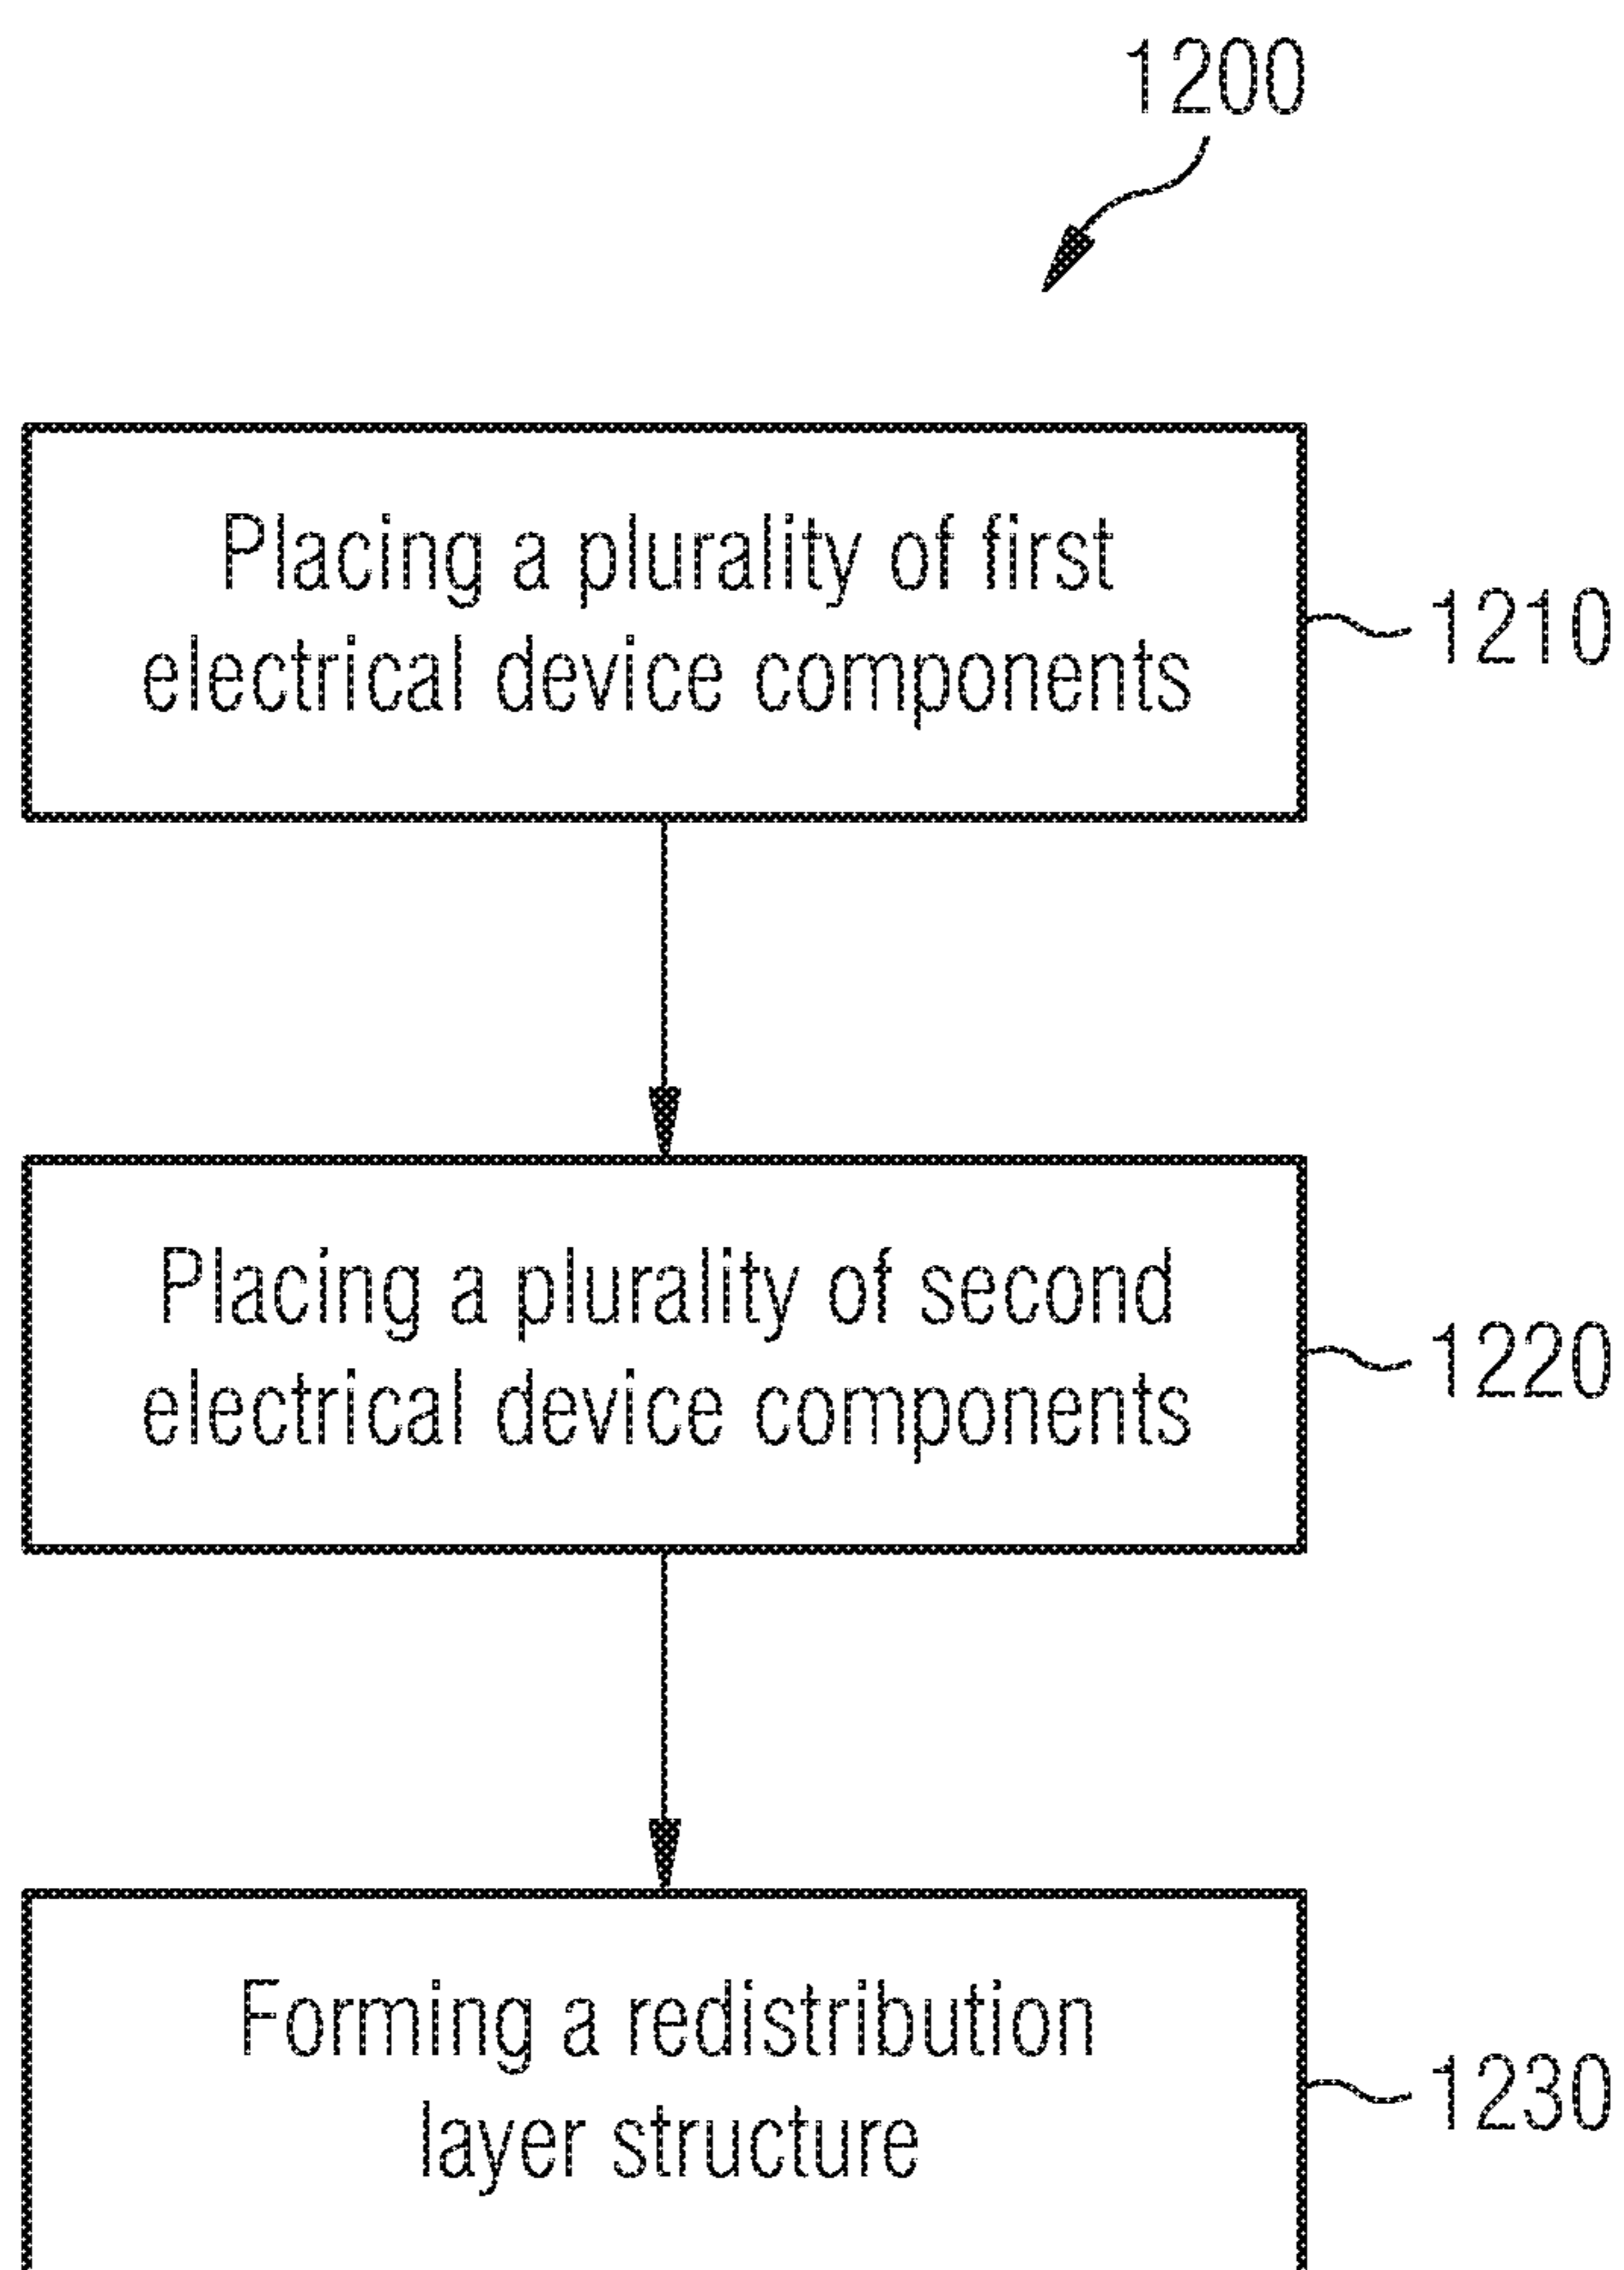 1200
Placing a plurality of first
electrical device components
1210
Placing a plurality of second
electrical device components
1220
Forming a redistribution
layer structure
1230